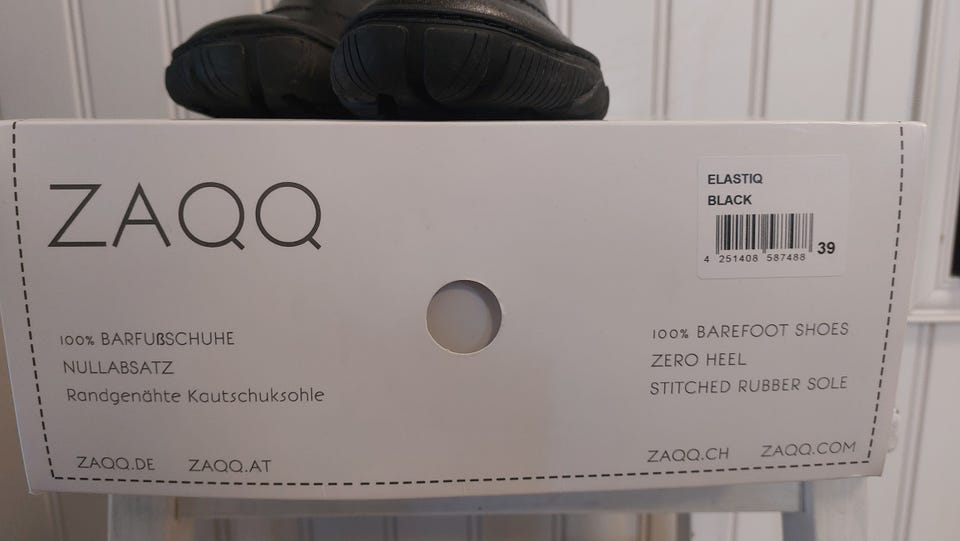 ZAQQ
ELASTIQ
BLACK
4 251408 587488 39
100% BARFUßSCHUHE
NULLABSATZ
Randgenähte Kautschuksohle
100% BAREFOOT SHOES
ZERO HEEL
STITCHED RUBBER SOLE
ZAQQ.DE ZAQQ.AT
ZAQQ.CH ZAQQ.COM